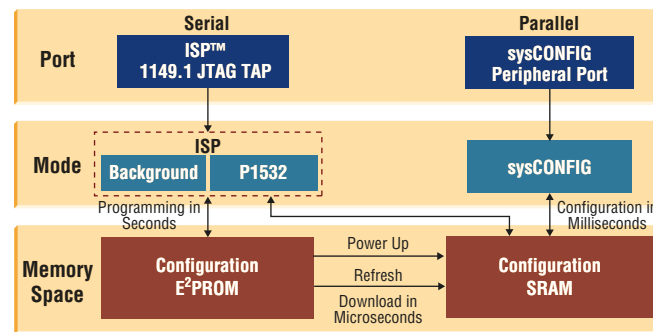 Serial
Parallel
Port
ISP™
1149.1 JTAG TAP
sysCONFIG
Peripheral Port
Mode
ISP
Background
P1532
sysCONFIG
Programming in
Seconds
Configuration in
Milliseconds
Memory
Space
Configuration
E²PROM
Power Up
Refresh
Download in
Microseconds
Configuration
SRAM